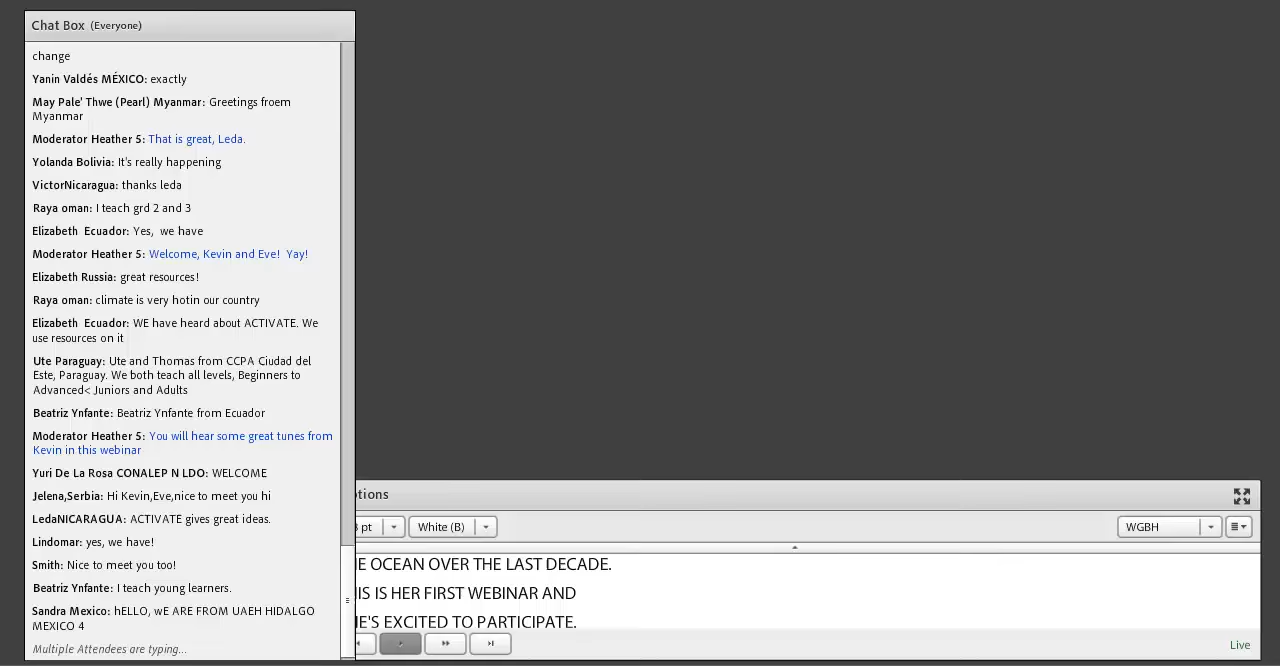 Chat Box (Everyone)
change
Yanin Valdés MÉXICO: exactly
May Pale' Thwe (Pearl) Myanmar: Greetings froem
Myanmar
Moderator Heather 5: That is great, Leda.
Yolanda Bolivia: It's really happening
VictorNicaragua: thanks leda
Raya oman: I teach grd 2 and 3
Elizabeth  Ecuador: Yes,  we have
Moderator Heather 5: Welcome, Kevin and Eve!  Yay!
Elizabeth Russia: great resources!
Raya oman: climate is very hotin our country
Elizabeth  Ecuador: WE have heard about ACTIVATE. We
use resources on it
Ute Paraguay: Ute and Thomas from CCPA Ciudad del
Este, Paraguay. We both teach all levels, Beginners to
Advanced< Juniors and Adults
Beatriz Ynfante: Beatriz Ynfante from Ecuador
Moderator Heather 5: You will hear some great tunes from
Kevin in this webinar
Yuri De La Rosa CONALEP N LDO: WELCOME
Jelena,Serbia: Hi Kevin,Eve,nice to meet you hi
LedaNICARAGUA: ACTIVATE gives great ideas.
Lindomar: yes, we have!
Smith: Nice to meet you too!
Beatriz Ynfante: I teach young learners.
Sandra Mexico: hELLO, wE ARE FROM UAEH HIDALGO
MEXICO 4
Multiple Attendees are typing...
tions
pt White (B) WGBH
E OCEAN OVER THE LAST DECADE.
IS IS HER FIRST WEBINAR AND
E'S EXCITED TO PARTICIPATE.
Live